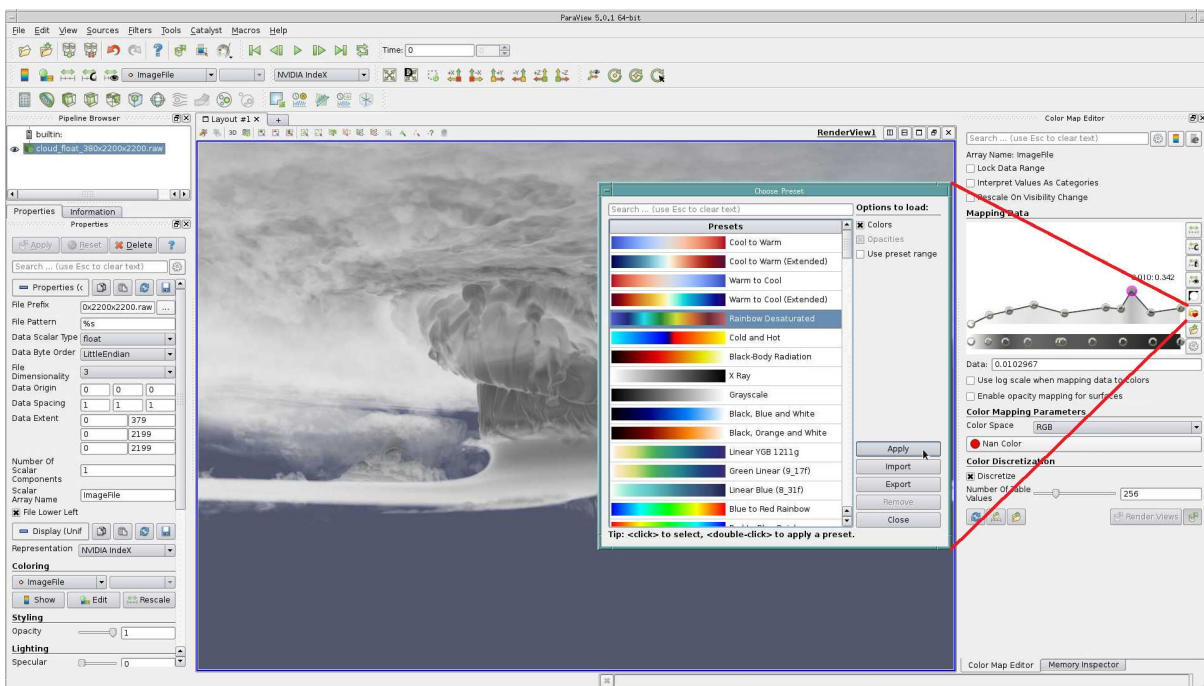 ParaView 5.0.1 64-bit
File Edit View Sources Filters Tools Catalyst Macros Help
Time: 0
ImageFile
NVIDIA IndeX
Pipeline Browser
builtin:
cloud_float_380x2200x2200.raw
Properties Information
Properties
Apply Reset Delete ?
Search ... (use Esc to clear text)
Properties (c
File Prefix 0x2200x2200.raw ...
File Pattern %s
Data Scalar Type float
Data Byte Order LittleEndian
File
Dimensionality 3
Data Origin 0 0 0
Data Spacing 1 1 1
Data Extent 0 379
0 2199
0 2199
Number Of
Scalar
Components 1
Scalar
Array Name ImageFile
File Lower Left
Display (Unif
Representation NVIDIA IndeX
Coloring
ImageFile
Show Edit Rescale
Styling
Opacity 1
Lighting
Specular 0
Layout #1 × +
3D
RenderView1
Choose Preset
Search ... (use Esc to clear text)
Presets
Cool to Warm
Cool to Warm (Extended)
Warm to Cool
Warm to Cool (Extended)
Rainbow Desaturated
Cold and Hot
Black-Body Radiation
X Ray
Grayscale
Black, Blue and White
Black, Orange and White
Linear YGB 1211g
Green Linear (9_17f)
Linear Blue (8_31f)
Blue to Red Rainbow
Options to load:
Colors
Opacities
Use preset range
Apply
Import
Export
Remove
Close
Tip: <click> to select, <double-click> to apply a preset.
Color Map Editor
Search ... (use Esc to clear text)
Array Name: ImageFile
Lock Data Range
Interpret Values As Categories
Rescale On Visibility Change
Mapping Data
0.010: 0.342
Data: 0.0102967
Use log scale when mapping data to colors
Enable opacity mapping for surfaces
Color Mapping Parameters
Color Space RGB
Nan Color
Color Discretization
Discretize
Number Of Table
Values 256
Render Views
Color Map Editor Memory Inspector